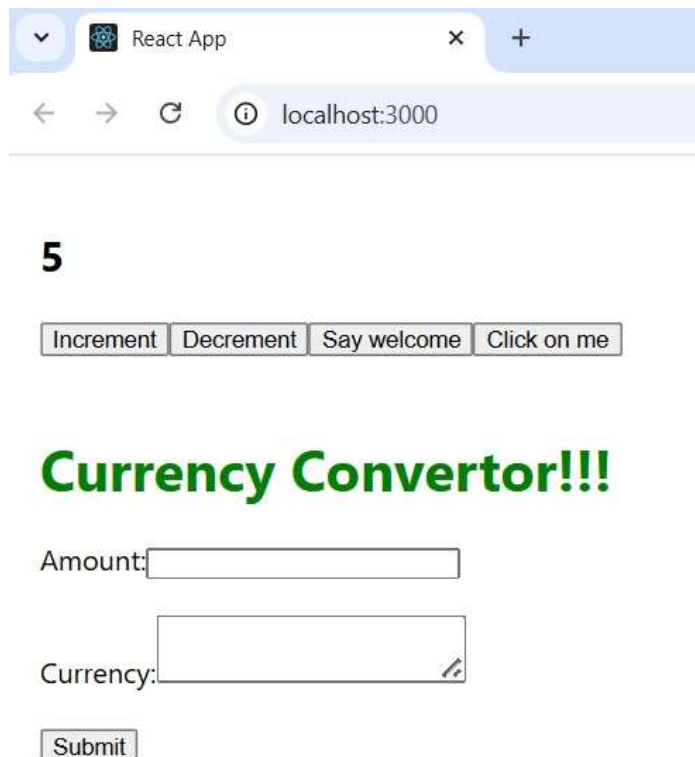 React App
localhost:3000
5
Increment Decrement Say welcome Click on me
Currency Convertor!!!
Amount:
Currency:
Submit